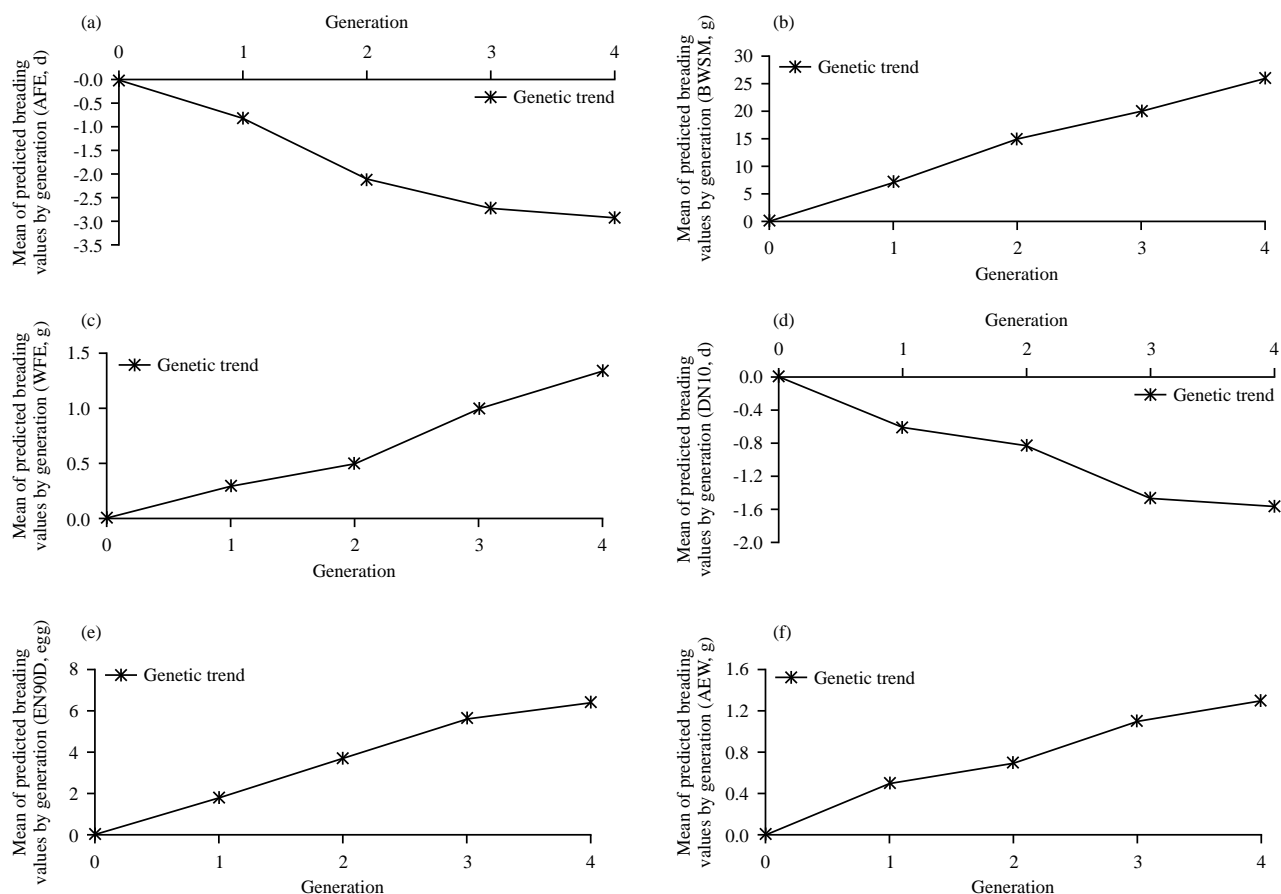 (a)
Generation
0 1 2 3 4
Mean of predicted breading
values by generation (AFE, d)
-0.0
-0.5
-1.0
-1.5
-2.0
-2.5
-3.0
-3.5
Genetic trend
(b)
Mean of predicted breading
values by generation (BWSM, g)
30
25
20
15
10
5
0
Genetic trend
0 1 2 3 4
Generation
(c)
Mean of predicted breading
values by generation (WFE, g)
1.5
1.0
0.5
0.0
Genetic trend
0 1 2 3 4
Generation
(d)
Generation
0 1 2 3 4
Mean of predicted breading
values by generation (DN10, d)
0.0
-0.4
-0.8
-1.2
-1.6
-2.0
Genetic trend
(e)
Mean of predicted breading
values by generation (EN90D, egg)
8
6
4
2
0
Genetic trend
0 1 2 3 4
Generation
(f)
Mean of predicted breading
values by generation (AEW, g)
1.6
1.2
0.8
0.4
0.0
Genetic trend
0 1 2 3 4
Generation